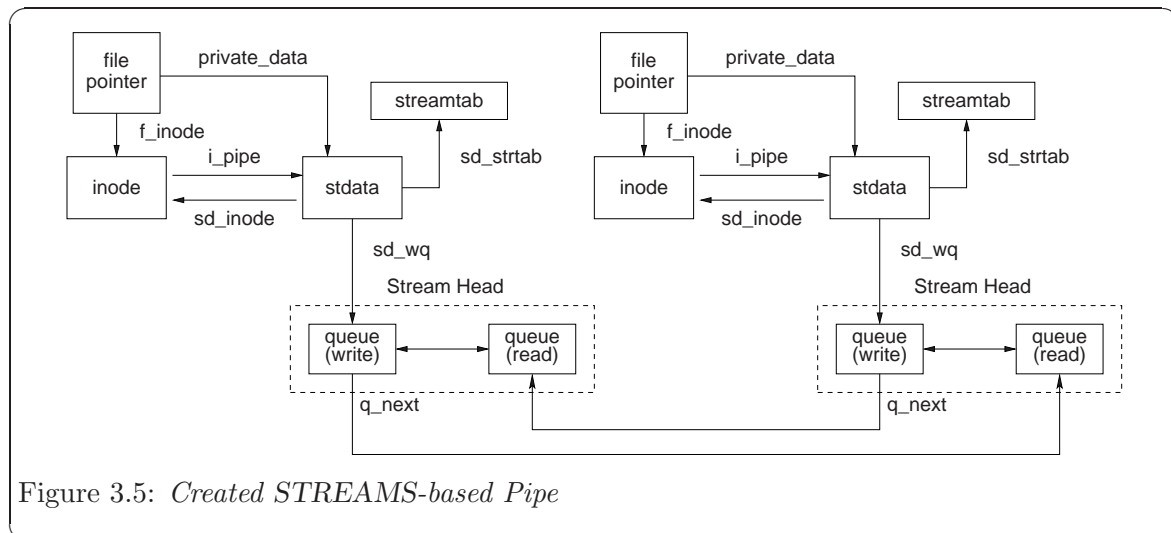 file
pointer
private_data
streamtab
f_inode
i_pipe
sd_strtab
inode
stdata
sd_inode
sd_wq
Stream Head
queue
(write)
queue
(read)
q_next
file
pointer
private_data
streamtab
f_inode
i_pipe
sd_strtab
inode
stdata
sd_inode
sd_wq
Stream Head
queue
(write)
queue
(read)
q_next
Figure 3.5: Created STREAMS-based Pipe